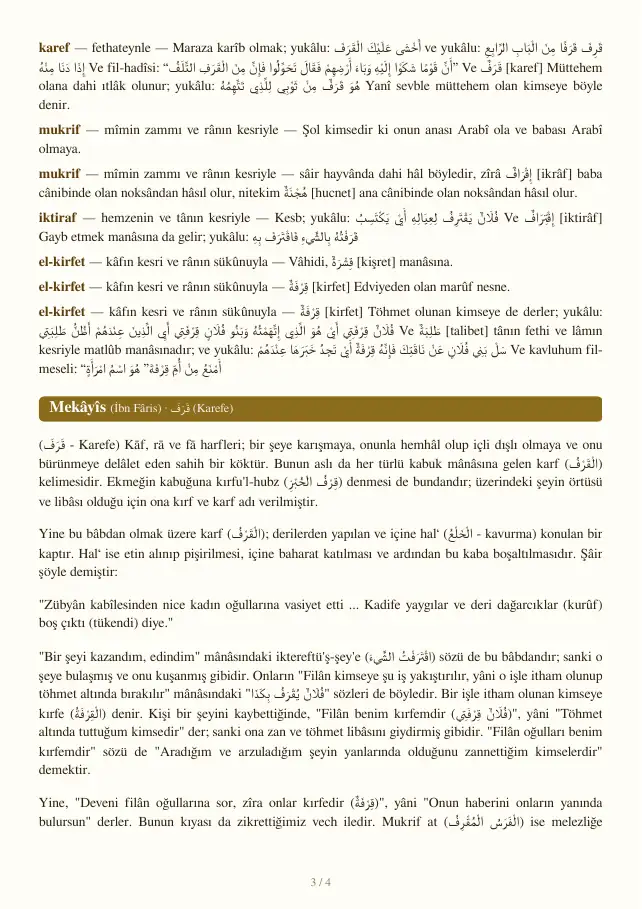 karef — fethateynle — Maraza karîb olmak; yukâlu: أَخْشَى عَلَيْكَ الْقَرَفَ ve yukâlu: قَرِفَ قَرَفًا مِنَ الْبَابِ الرَّابِعِ
إِذَا دَنَا مِنْهُ Ve fil-hadîsi: “أَنَّ قَوْمًا شَكَوْا إِلَيْهِ وَبَاءَ أَرْضِهِمْ فَقَالَ تَحَوَّلُوا فَإِنَّ مِنَ الْقَرَفِ التَّلَفُ” Ve قَرَفٌ [karef] Müttehem
olana dahi ıtlâk olunur; yukâlu: هُوَ قَرَفٌ مِنْ ثَوْبِى لِلَّذِى تَتَّهِمُهُ Yanî sevble müttehem olan kimseye böyle
denir.
mukrif — mîmin zammı ve rânın kesriyle — Şol kimsedir ki onun anası Arabî ola ve babası Arabî
olmaya.
mukrif — mîmin zammı ve rânın kesriyle — sâir hayvânda dahi hâl böyledir, zîrâ إِقْرَافٌ [ikrâf] baba
cânibinde olan noksândan hâsıl olur, nitekim هُجْنَةٌ [hucnet] ana cânibinde olan noksândan hâsıl olur.
iktiraf — hemzenin ve tânın kesriyle — Kesb; yukâlu: فُلَانٌ يَقْتَرِفُ لِعِيَالِهِ أَيْ يَكْتَسِبُ Ve إِقْتِرَافٌ [iktirâf]
Gayb etmek manâsına da gelir; yukâlu: قَرَفْتُهُ بِالشَّيءِ فَاقْتَرَفَ بِهِ
el-kirfet — kâfın kesri ve rânın sükûnuyla — Vâhidi, قِشْرَةٌ [kişret] manâsına.
el-kirfet — kâfın kesri ve rânın sükûnuyla — قِرْفَةٌ [kirfet] Edviyeden olan marûf nesne.
el-kirfet — kâfın kesri ve rânın sükûnuyla — قِرْفَةٌ [kirfet] Töhmet olunan kimseye de derler; yukâlu:
فُلَانٌ قِرْفَتِي أَيْ هُوَ الَّذِي إِتَّهَمْتُهُ وَبَنُو فُلَانٍ قِرْفَتِي أَيِ الَّذِينَ عِنْدَهُمْ أَظُنُّ طَلِبَتِي Ve طَلِبَةٌ [talibet] tânın fethi ve lâmın
kesriyle matlûb manâsınadır; ve yukâlu: سَلْ بَنِي فُلَانٍ عَنْ نَاقَتِكَ فَإِنَّهُ قِرْفَةٌ أَيْ تَجِدُ خَبَرَهَا عِنْدَهُمْ Ve kavluhum fil-
meseli: “أَمْنَعُ مِنْ أُمِّ قِرْفَةَ” هُوَ اسْمُ امْرَأَةٍ
Mekâyîs (İbn Fâris) · قَرَفَ (Karefe)
(قَرَفَ - Karefe) Kāf, râ ve fâ harfleri; bir şeye karışmaya, onunla hemhâl olup içli dışlı olmaya ve onu
bürünmeye delâlet eden sahih bir köktür. Bunun aslı da her türlü kabuk mânâsına gelen karf (الْقَرْفُ)
kelimesidir. Ekmeğin kabuğuna kırfu'l-hubz (قِرْفُ الْخُبْزِ) denmesi de bundandır; üzerindeki şeyin örtüsü
ve libâsı olduğu için ona kırf ve karf adı verilmiştir.
Yine bu bâbdan olmak üzere karf (الْقَرْفُ); derilerden yapılan ve içine hal‘ (الْخَلْعُ - kavurma) konulan bir
kaptır. Hal‘ ise etin alınıp pişirilmesi, içine baharat katılması ve ardından bu kaba boşaltılmasıdır. Şâir
şöyle demiştir:
"Zübyân kabîlesinden nice kadın oğullarına vasiyet etti ... Kadife yaygılar ve deri dağarcıklar (kurûf)
boş çıktı (tükendi) diye."
"Bir şeyi kazandım, edindim" mânâsındaki iktereftü'ş-şey'e (اقْتَرَفْتُ الشَّيءَ) sözü de bu bâbdandır; sanki o
şeye bulaşmış ve onu kuşanmış gibidir. Onların "Filân kimseye şu iş yakıştırılır, yâni o işle itham olunup
töhmet altında bırakılır" mânâsındaki "فُلَانٌ يُقْرَفُ بِكَذَا" sözleri de böyledir. Bir işle itham olunan kimseye
kırfe (الْقِرْفَةُ) denir. Kişi bir şeyini kaybettiğinde, "Filân benim kırfemdir (فُلَانٌ قِرْفَتِي)", yâni "Töhmet
altında tuttuğum kimsedir" der; sanki ona zan ve töhmet libâsını giydirmiş gibidir. "Filân oğulları benim
kırfemdir" sözü de "Aradığım ve arzuladığım şeyin yanlarında olduğunu zannettiğim kimselerdir"
demektir.
Yine, "Deveni filân oğullarına sor, zîra onlar kırfedir (قِرْفَةٌ)", yâni "Onun haberini onların yanında
bulursun" derler. Bunun kıyası da zikrettiğimiz vech iledir. Mukrif at (الْفَرَسُ الْمُقْرِفُ) ise melezliğe
3 / 4